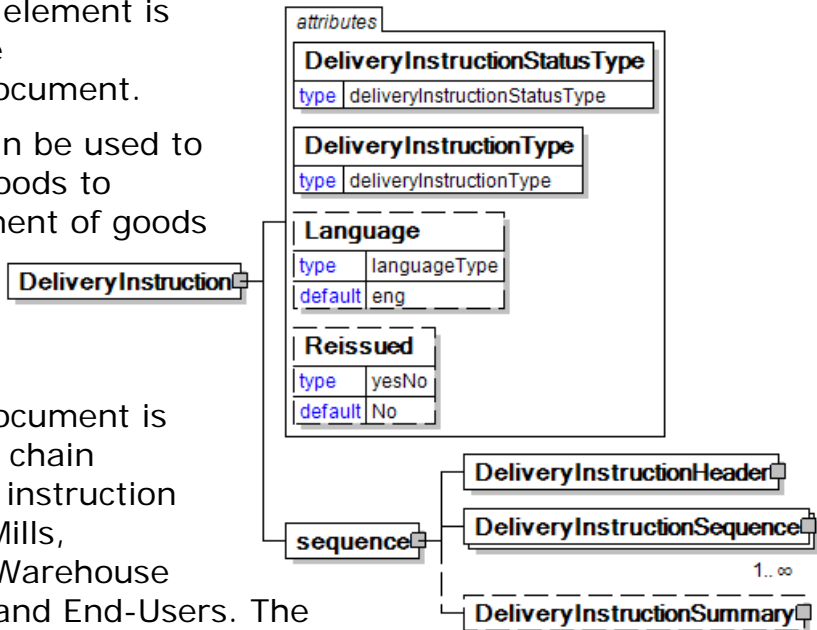 element is
e
ocument.
n be used to
oods to
nent of goods
ocument is
chain
instruction
Mills,
Warehouse
and End-Users. The
attributes
DeliveryInstructionStatusType
type deliveryInstructionStatusType
DeliveryInstructionType
type deliveryInstructionType
Language
type languageType
default eng
Reissued
type yesNo
default No
DeliveryInstruction
sequence
DeliveryInstructionHeader
DeliveryInstructionSequence
1.. ∞
DeliveryInstructionSummary